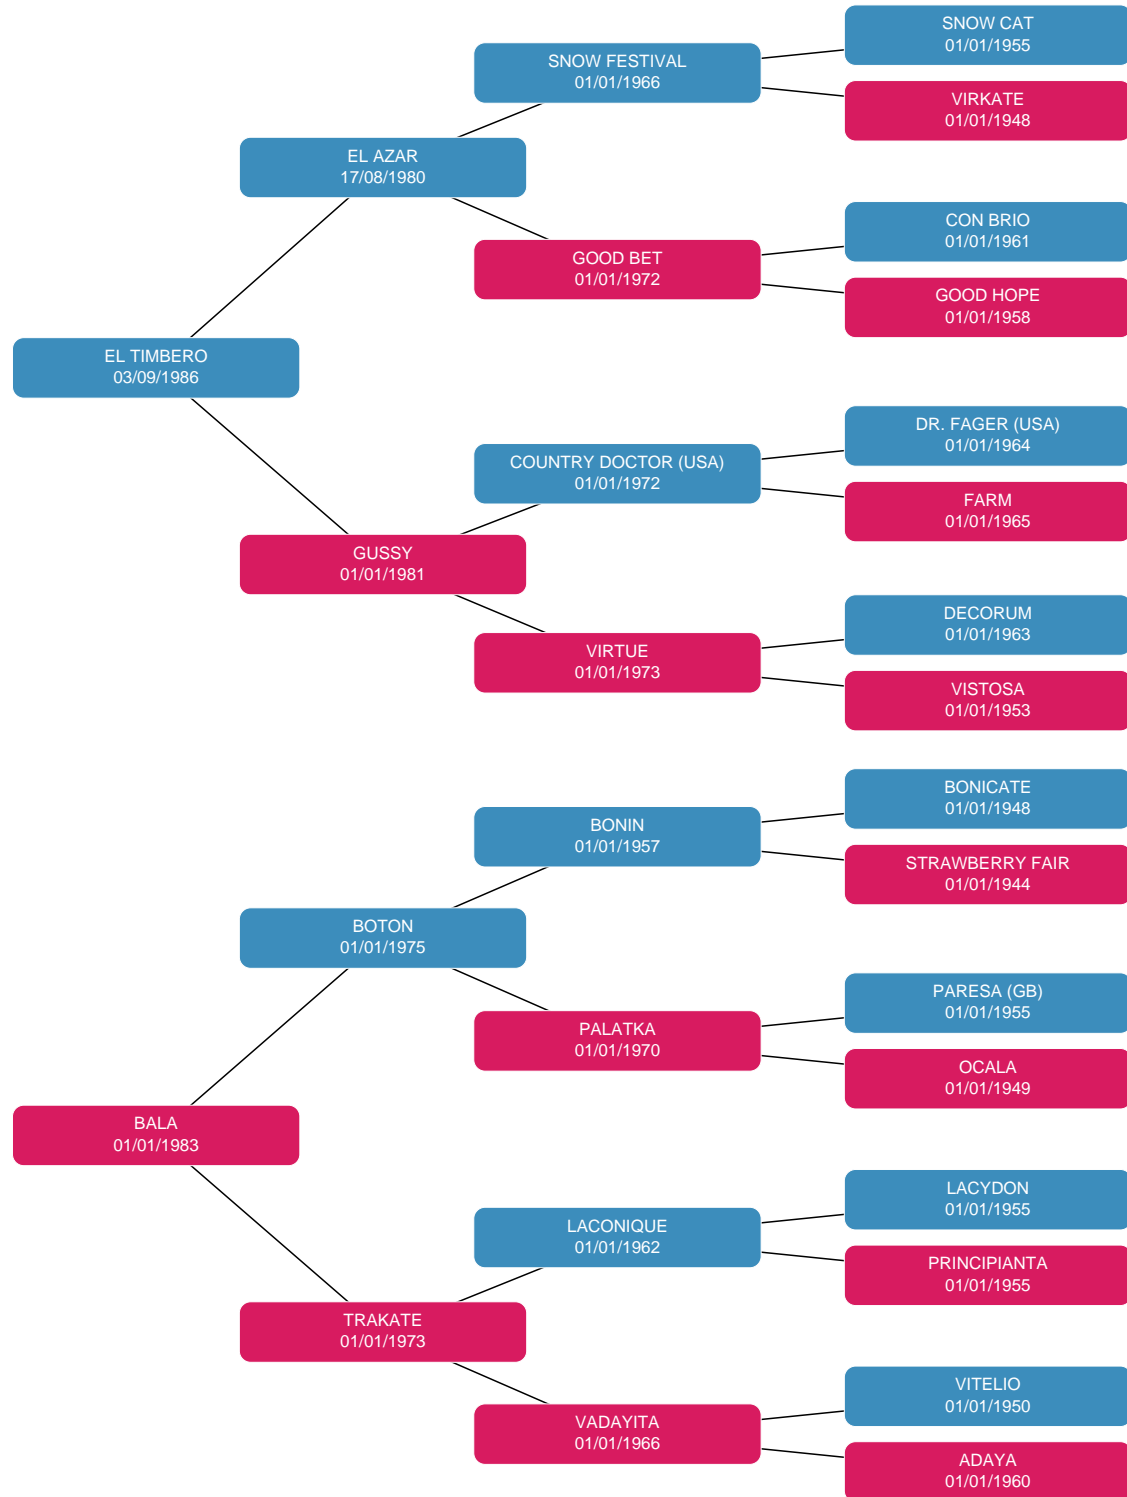 SNOW CAT
01/01/1955
SNOW FESTIVAL
01/01/1966
VIRKATE
01/01/1948
EL AZAR
17/08/1980
CON BRIO
01/01/1961
GOOD BET
01/01/1972
GOOD HOPE
01/01/1958
EL TIMBERO
03/09/1986
DR. FAGER (USA)
01/01/1964
COUNTRY DOCTOR (USA)
01/01/1972
FARM
01/01/1965
GUSSY
01/01/1981
DECORUM
01/01/1963
VIRTUE
01/01/1973
VISTOSA
01/01/1953
BONICATE
01/01/1948
BONIN
01/01/1957
STRAWBERRY FAIR
01/01/1944
BOTON
01/01/1975
PARESA (GB)
01/01/1955
PALATKA
01/01/1970
OCALA
01/01/1949
BALA
01/01/1983
LACYDON
01/01/1955
LACONIQUE
01/01/1962
PRINCIPIANTA
01/01/1955
TRAKATE
01/01/1973
VITELIO
01/01/1950
VADAYITA
01/01/1966
ADAYA
01/01/1960